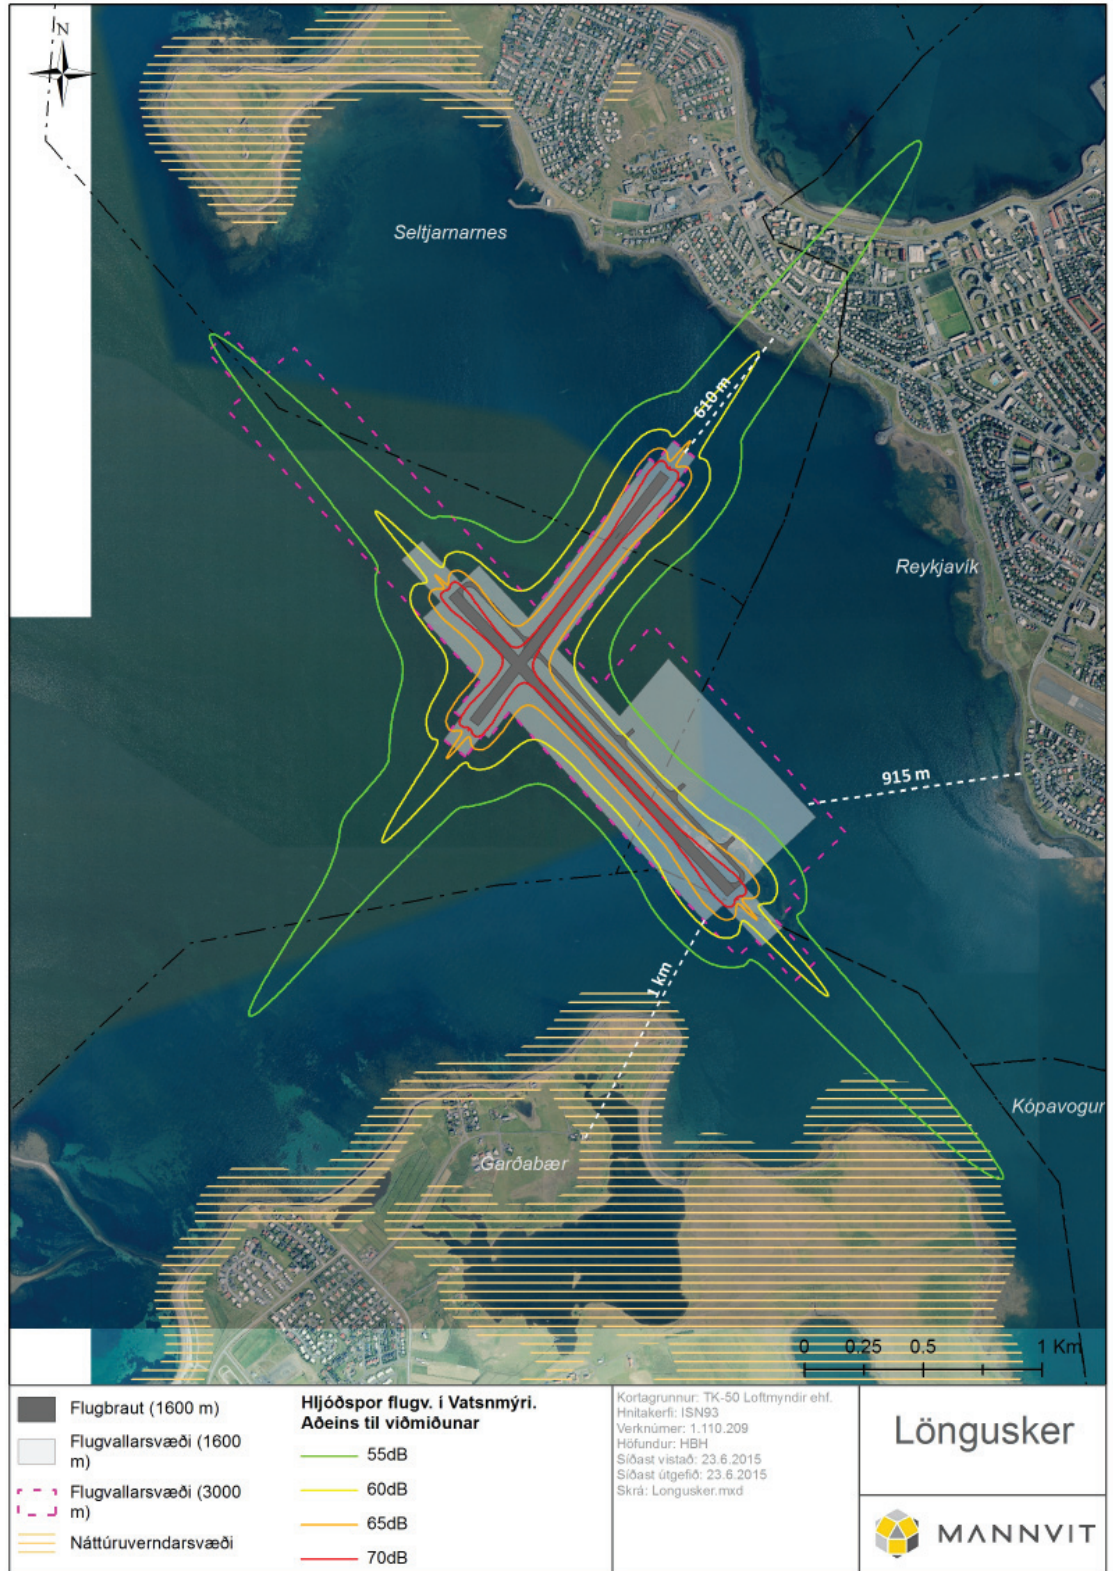 N
Seltjarnarnes
610 m
Reykjavík
915 m
1 km
Kópavogur
Garðabær
0 0.25 0.5 1 Km
Flugbraut (1600 m)
Flugvallarsvæði (1600
m)
Flugvallarsvæði (3000
m)
Náttúruverndarsvæði
Hljóðspor flugv. í Vatsnmýri.
Aðeins til viðmiðunar
55dB
60dB
65dB
70dB
Kortagrunnur: TK-50 Loftmyndir ehf.
Hnitakerfi: ISN93
Verknúmer: 1.110.209
Höfundur: HBH
Síðast vistað: 23.6.2015
Síðast útgefið: 23.6.2015
Skrá: Longusker.mxd
Löngusker
MANNVIT